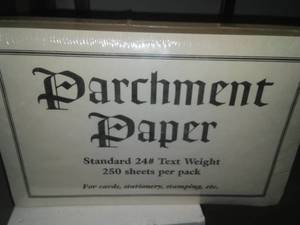 Parchment
Paper
Standard 24# Text Weight
250 sheets per pack
For cards, stationery, stamping, etc.